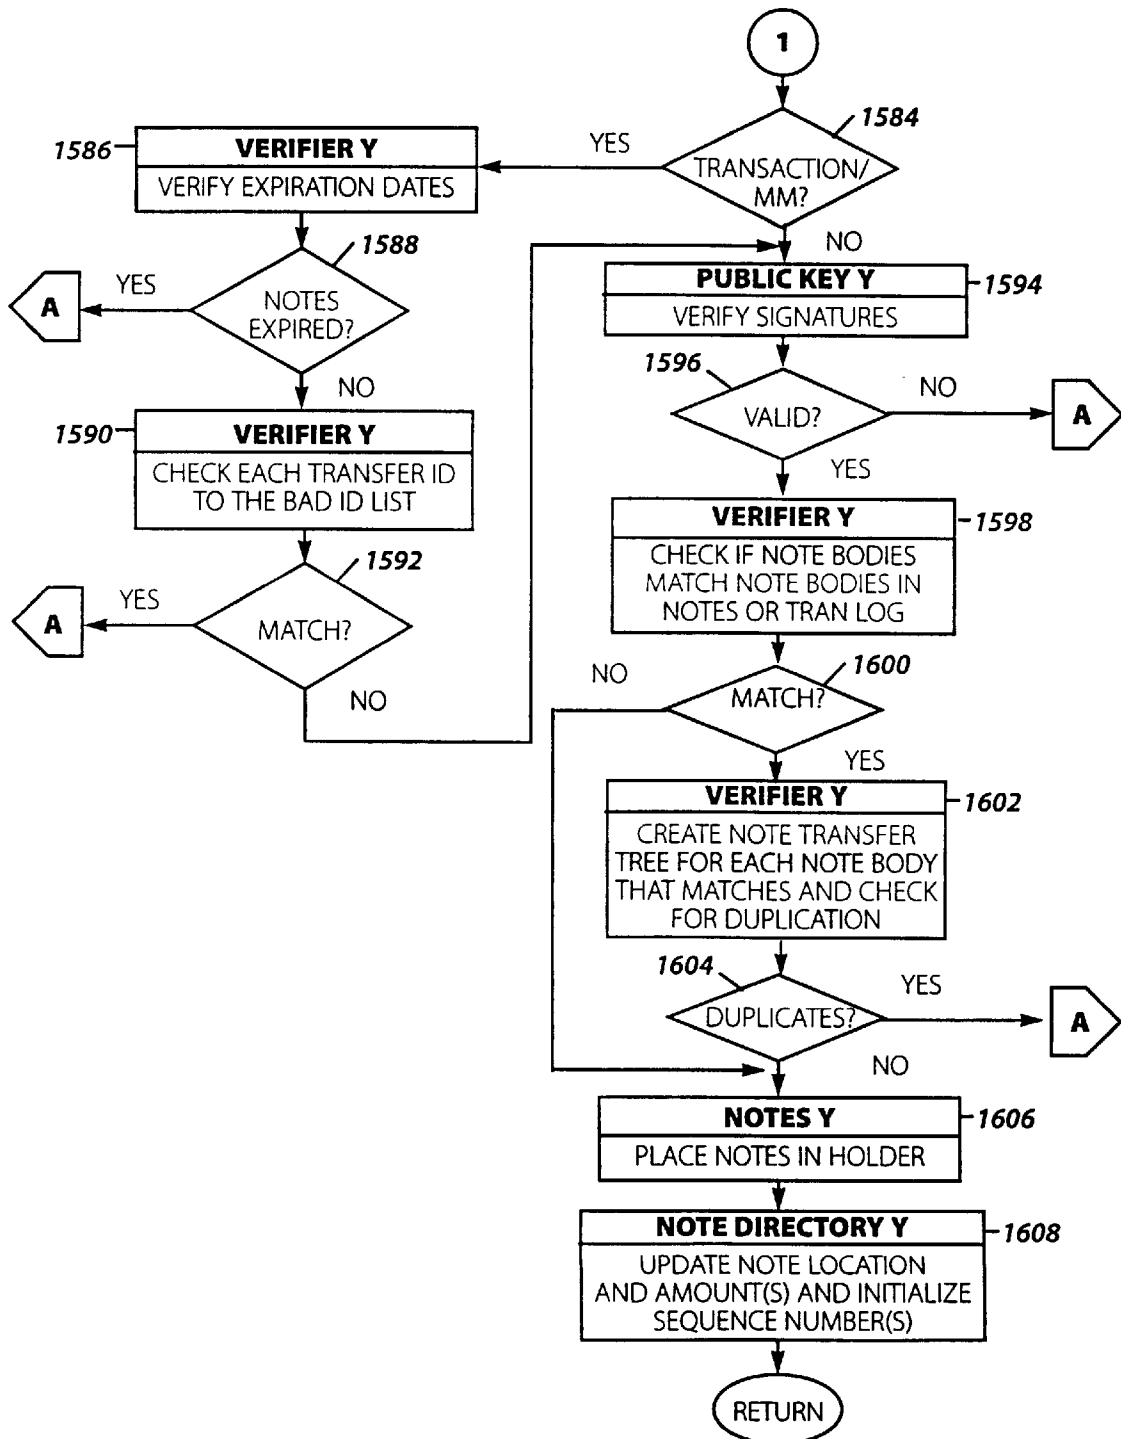 1
1584
TRANSACTION/
MM?
YES
NO
1586
VERIFIER Y
VERIFY EXPIRATION DATES
1588
NOTES
EXPIRED?
YES
A
NO
1590
VERIFIER Y
CHECK EACH TRANSFER ID
TO THE BAD ID LIST
1592
MATCH?
YES
A
NO
PUBLIC KEY Y
1594
VERIFY SIGNATURES
1596
VALID?
NO
A
YES
VERIFIER Y
1598
CHECK IF NOTE BODIES
MATCH NOTE BODIES IN
NOTES OR TRAN LOG
1600
MATCH?
NO
YES
VERIFIER Y
1602
CREATE NOTE TRANSFER
TREE FOR EACH NOTE BODY
THAT MATCHES AND CHECK
FOR DUPLICATION
1604
DUPLICATES?
YES
A
NO
NOTES Y
1606
PLACE NOTES IN HOLDER
NOTE DIRECTORY Y
1608
UPDATE NOTE LOCATION
AND AMOUNT(S) AND INITIALIZE
SEQUENCE NUMBER(S)
RETURN